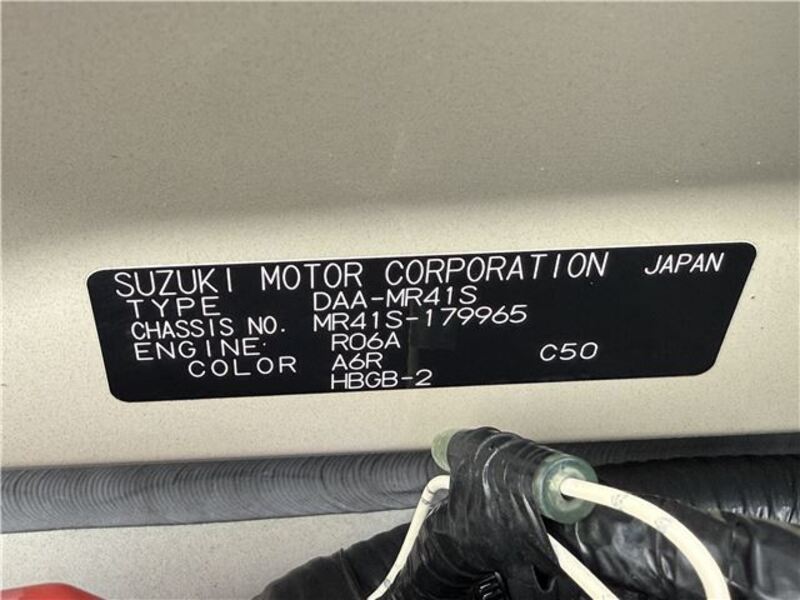 SUZUKI MOTOR CORPORATION JAPAN
TYPE DAA-MR41S
CHASSIS NO. MR41S-179965
ENGINE R06A
COLOR A6R C50
HBGB-2